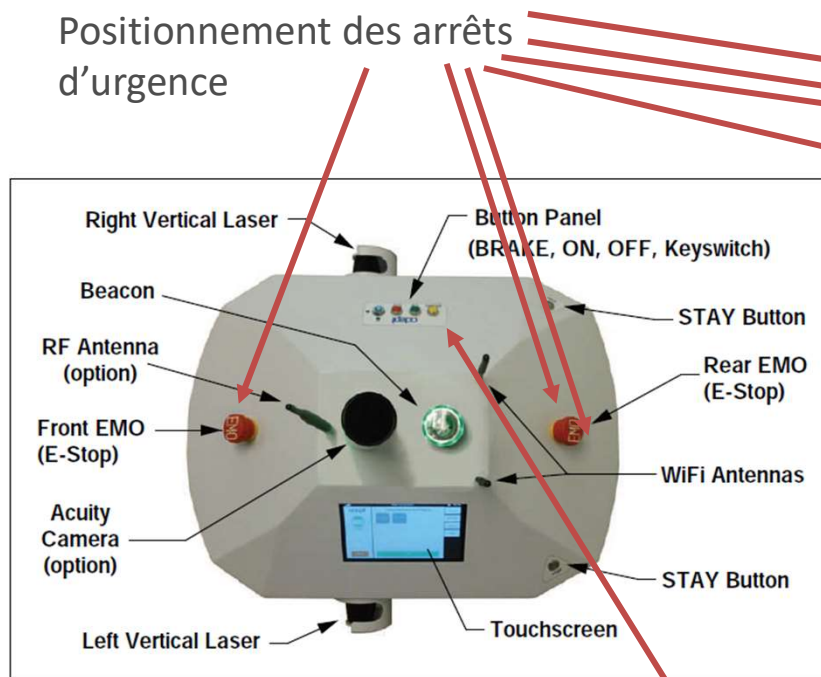 Positionnement des arrêts
d’urgence
Right Vertical Laser
Button Panel
(BRAKE, ON, OFF, Keyswitch)
Beacon
STAY Button
RF Antenna
(option)
Rear EMO
(E-Stop)
Front EMO
(E-Stop)
WiFi Antennas
Acuity
Camera
(option)
STAY Button
Left Vertical Laser
Touchscreen
adept
EMO
EMO